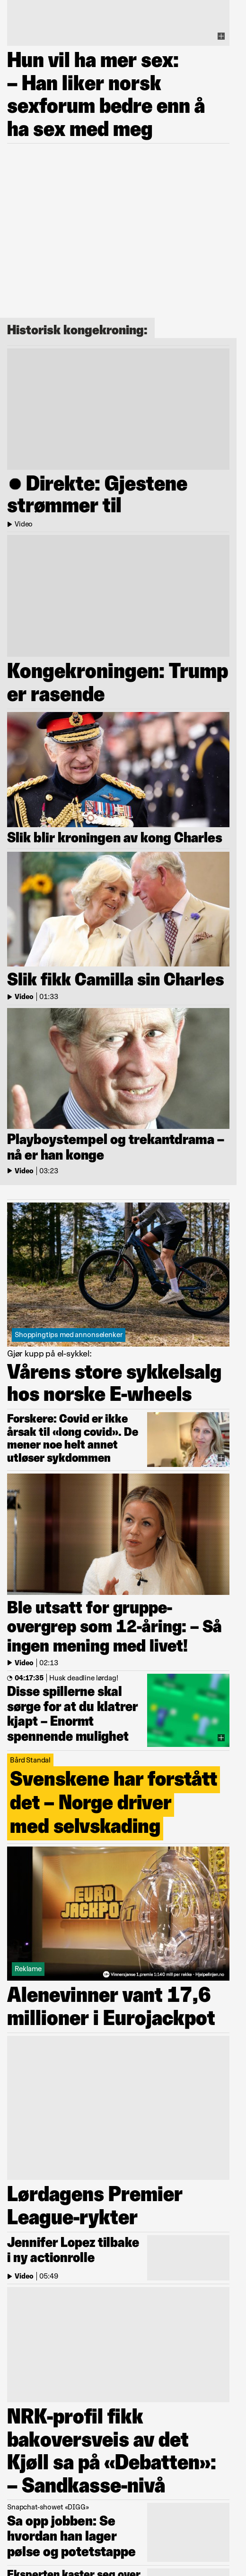 Hun vil ha mer sex:
– Han liker norsk
sexforum bedre enn å
ha sex med meg
Historisk kongekroning:
Direkte: Gjestene
strømmer til
Video
Kongekroningen: Trump
er rasende
Slik blir kroningen av kong Charles
Slik fikk Camilla sin Charles
Video | 01:33
Playboystempel og trekantdrama –
nå er han konge
Video | 03:23
Shoppingtips med annonselenker
Gjør kupp på el-sykkel:
Vårens store sykkelsalg
hos norske E-wheels
Forskere: Covid er ikke
årsak til «long covid». De
mener noe helt annet
utløser sykdommen
Ble utsatt for gruppe-
overgrep som 12-åring: – Så
ingen mening med livet!
Video | 02:13
04:17:35 | Husk deadline lørdag!
Disse spillerne skal
sørge for at du klatrer
kjapt – Enormt
spennende mulighet
Bård Standal
Svenskene har forstått
det – Norge driver
med selvskading
EURO
JACKPOT
Reklame
Vinnersjanse 1.premie 1:140 mill per rekke - Hjelpelinjen.no
Alenevinner vant 17,6
millioner i Eurojackpot
Lørdagens Premier
League-rykter
Jennifer Lopez tilbake
i ny actionrolle
Video | 05:49
NRK-profil fikk
bakoversveis av det
Kjøll sa på «Debatten»:
– Sandkasse-nivå
Snapchat-showet «DIGG»
Sa opp jobben: Se
hvordan han lager
pølse og potetstappe
Eksperten kaster seg over